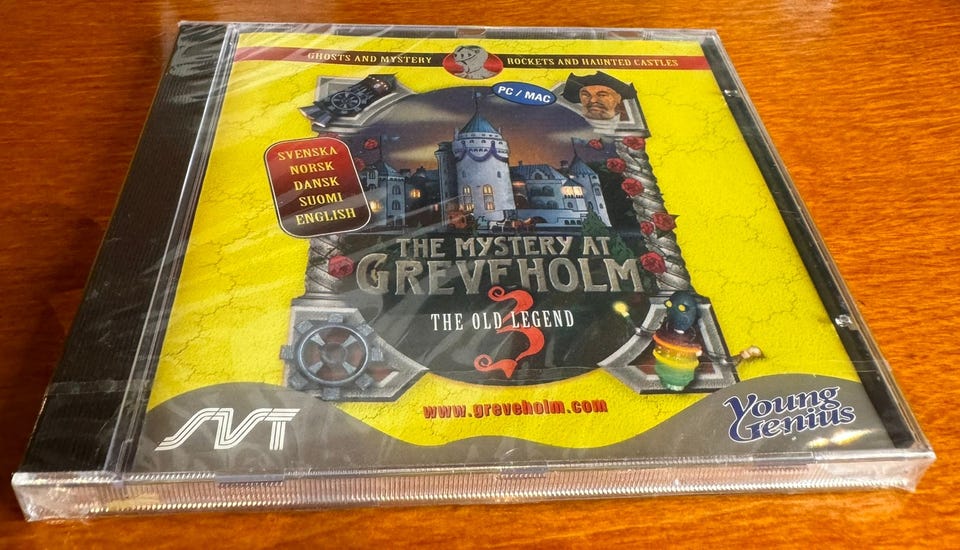 GHOSTS AND MYSTERY ROCKETS AND HAUNTED CASTLES
PC / MAC
SVENSKA
NORSK
DANSK
SUOMI
ENGLISH
THE MYSTERY AT
GREVEHOLM
3
THE OLD LEGEND
www.greveholm.com
SVT
Young
Genius